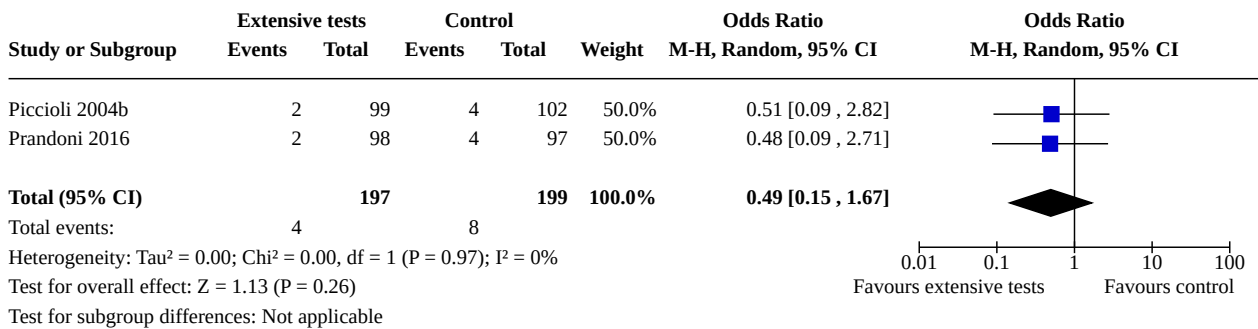 Extensive tests Control Odds Ratio Odds Ratio
Study or Subgroup Events Total Events Total Weight M-H, Random, 95% CI M-H, Random, 95% CI
Piccioli 2004b 2 99 4 102 50.0% 0.51 [0.09 , 2.82]
Prandoni 2016 2 98 4 97 50.0% 0.48 [0.09 , 2.71]
Total (95% CI) 197 199 100.0% 0.49 [0.15 , 1.67]
Total events: 4 8
Heterogeneity: Tau² = 0.00; Chi² = 0.00, df = 1 (P = 0.97); I² = 0%
0.01 0.1 1 10 100
Test for overall effect: Z = 1.13 (P = 0.26) Favours extensive tests Favours control
Test for subgroup differences: Not applicable